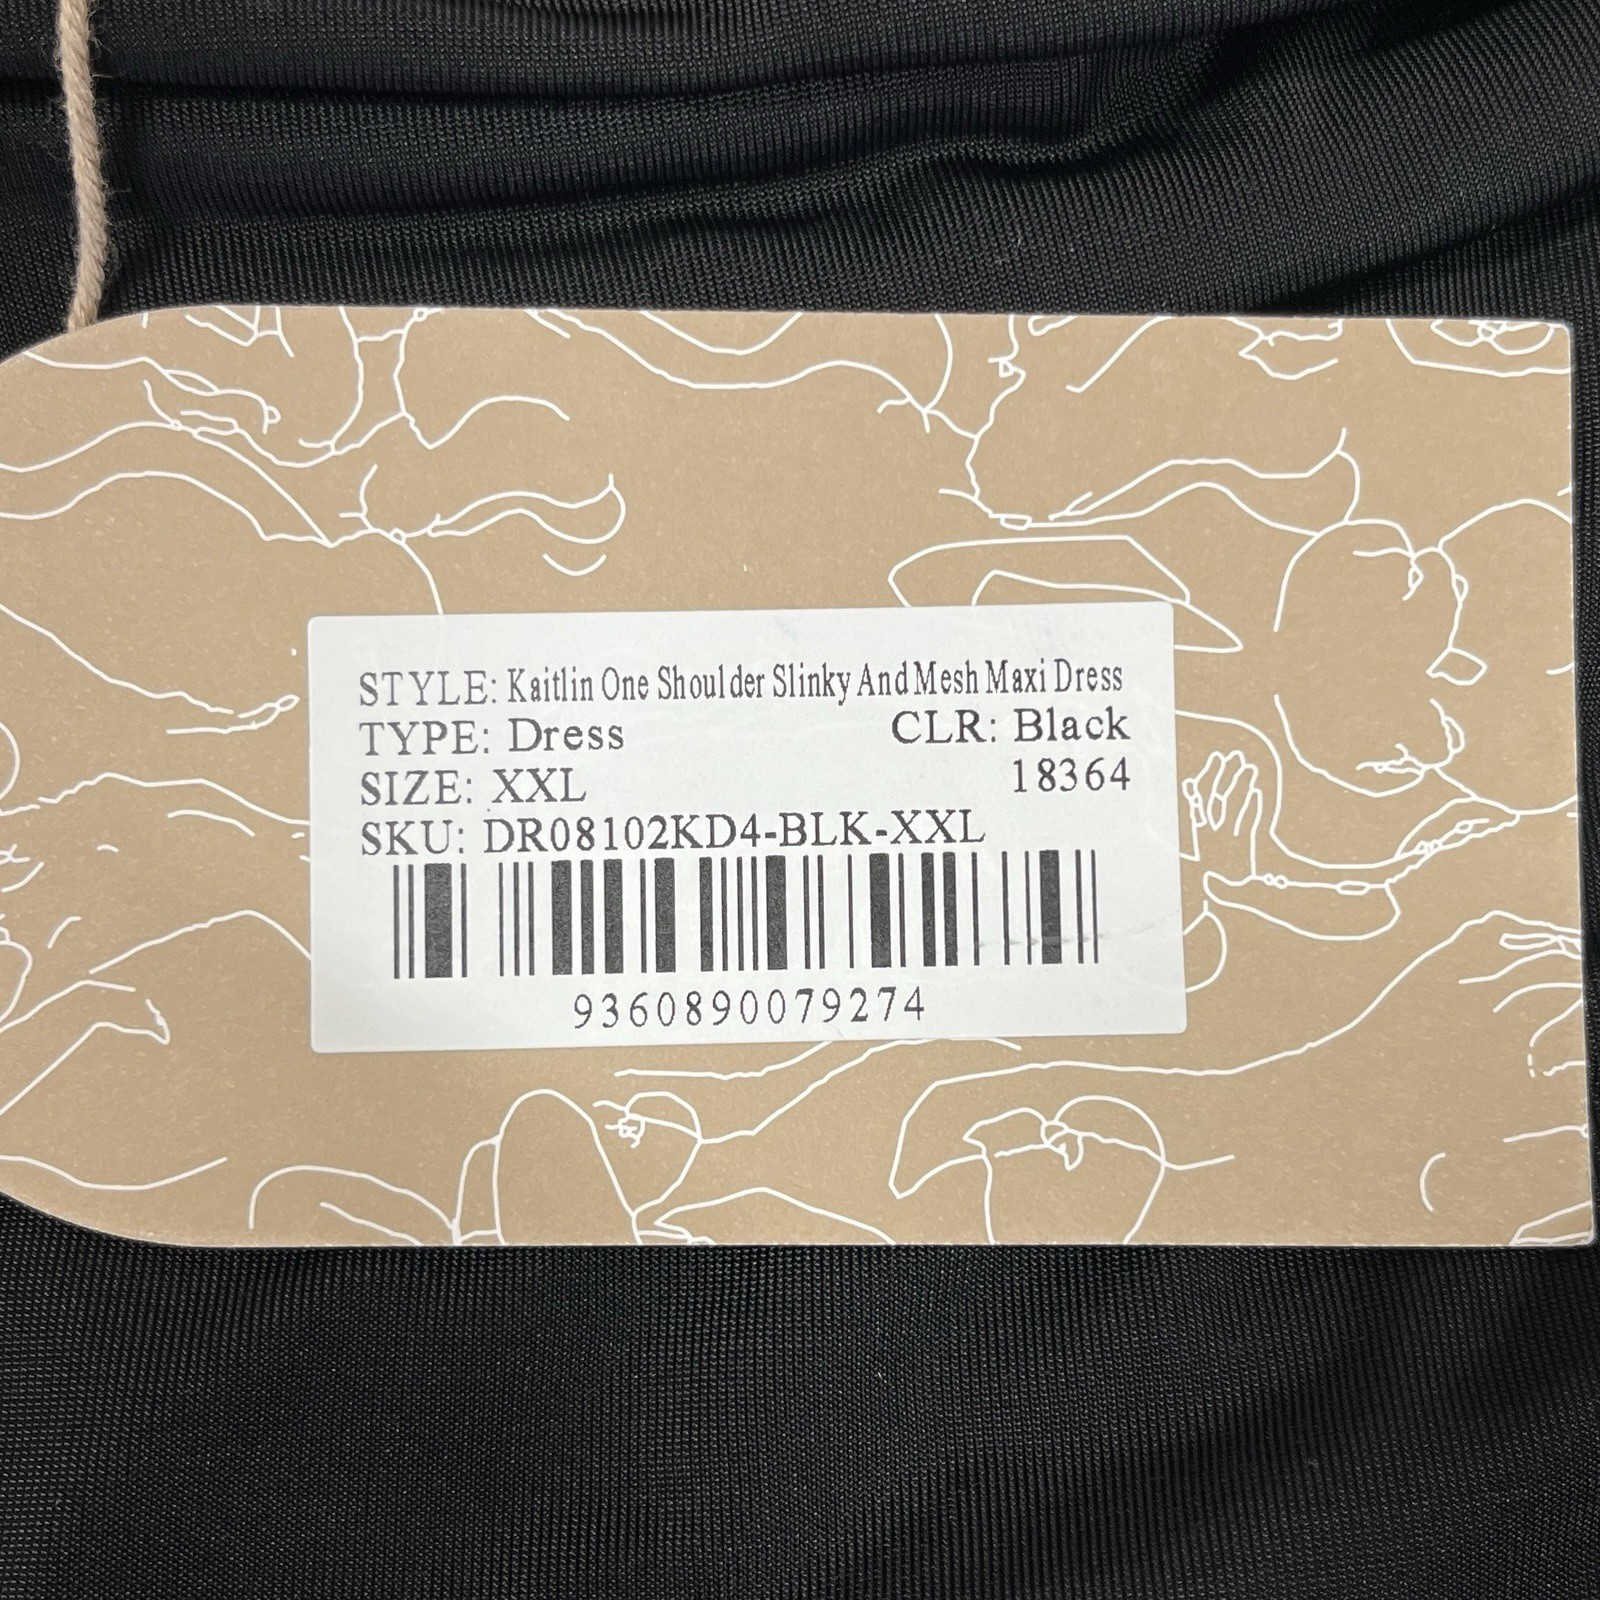 STYLE: Kaitlin One Shoulder Slinky And Mesh Maxi Dress
TYPE: Dress CLR: Black
SIZE: XXL 18364
SKU: DR08102KD4-BLK-XXL
9360890079274